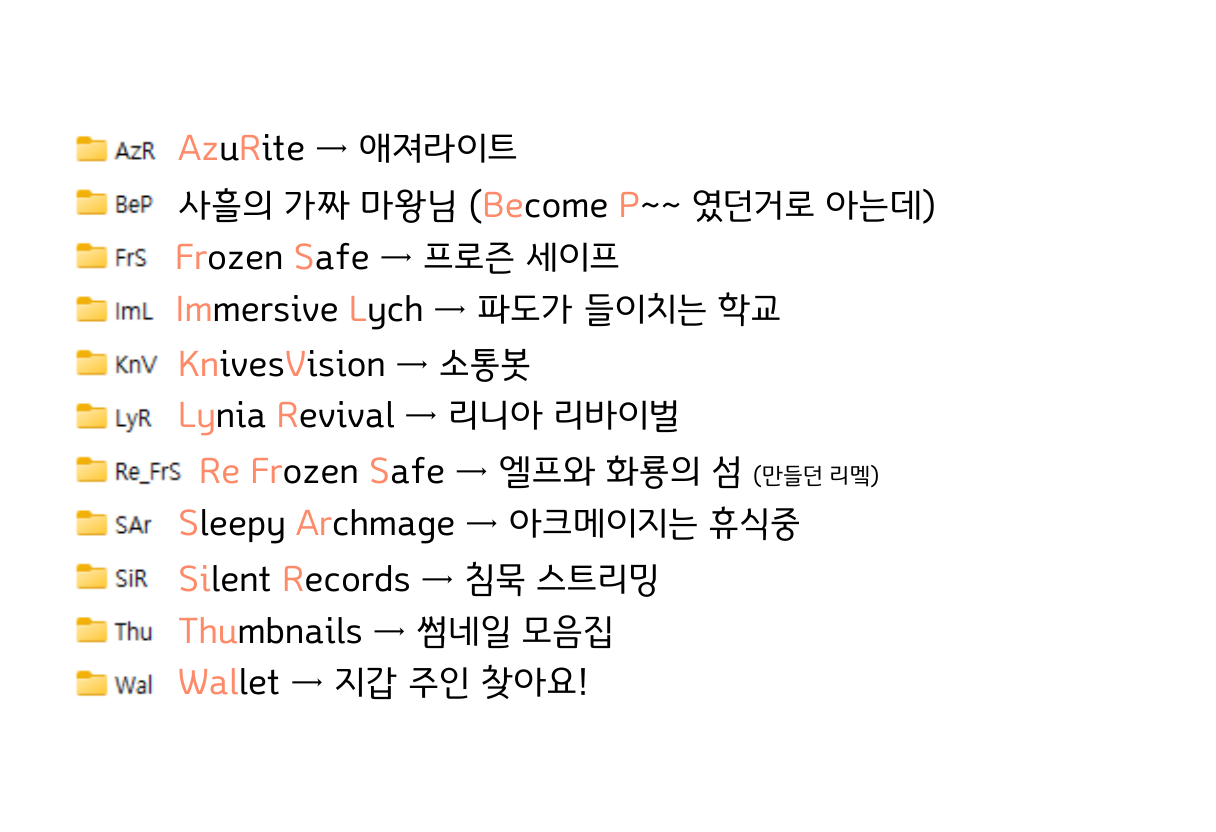 AzR AzuRite → 애져라이트
BeP 사흘의 가짜 마왕님 (Become P~~ 였던거로 아는데)
FrS Frozen Safe → 프로즌 세이프
ImL Immersive Lych → 파도가 들이치는 학교
KnV KnivesVision → 소통봇
LyR Lynia Revival → 리니아 리바이벌
Re_FrS Re Frozen Safe → 엘프와 화룡의 섬 (만들던 리멬)
SAr Sleepy Archmage → 아크메이지는 휴식중
SiR Silent Records → 침묵 스트리밍
Thu Thumbnails → 썸네일 모음집
Wal Wallet → 지갑 주인 찾아요!